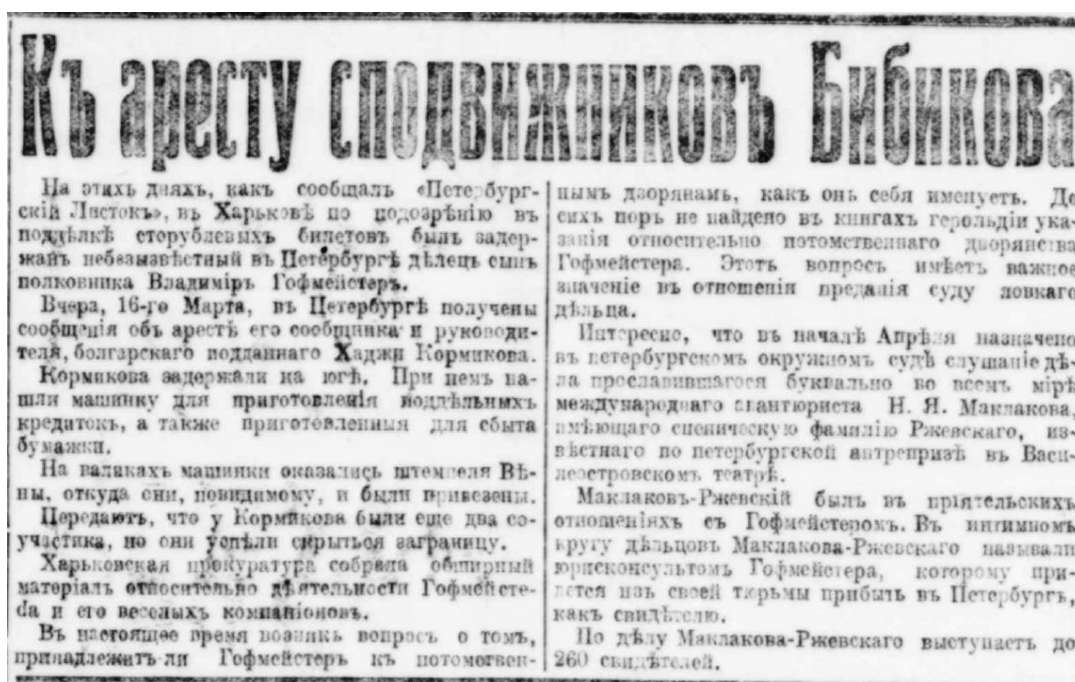 Къ аресту сподвижниковъ Бибикова
На этихъ дняхъ, какъ сообщалъ «Петербург-
скій Листокъ», въ Харьковѣ по подозрѣнію въ
поддѣлкѣ сторублевыхъ билетовъ былъ задер-
жанъ небезызвѣстный въ Петербургѣ дѣлецъ сынъ
полковника Владиміръ Гофмейстеръ.
Вчера, 16-го Марта, въ Петербургѣ получены
сообщенія объ арестѣ его сообщника и руководи-
теля, болгарскаго подданнаго Хаджи Кормикова.
Кормикова задержали на югѣ. При немъ на-
шли машинку для приготовленія поддѣльныхъ
кредитокъ, а также приготовленныя для сбыта
бумажки.
На валикахъ машинки оказались штемпеля Вѣ-
ны, откуда они, повидимому, и были привезены.
Передаютъ, что у Кормикова были еще два со-
участика, но они успѣли скрыться заграницу.
Харьковская прокуратура собрала обширный
матеріалъ относительно дѣятельности Гофмейсте-
ра и его веселыхъ компаніоновъ.
Въ настоящее время возникъ вопросъ о томъ,
принадлежитъ-ли Гофмейстеръ къ потомствен-
нымъ дворянамъ, какъ онъ себя именуетъ. До
сихъ поръ не найдено въ книгахъ герольдіи ука-
занія относительно потомственнаго дворянства
Гофмейстера. Этотъ вопросъ имѣетъ важное
значеніе въ отношеніи преданія суду ловкаго
дѣльца.
Интересно, что въ началѣ Апрѣля назначено
въ петербургскомъ окружномъ судѣ слушаніе дѣ-
ла прославившагося буквально во всемъ мірѣ
международнаго авантюриста Н. Я. Маклакова,
имѣющаго сценическую фамилію Ржевскаго, из-
вѣстнаго по петербургской антрепризѣ въ Васи-
леостровскомъ театрѣ.
Маклаковъ-Ржевскій былъ въ пріятельскихъ
отношеніяхъ съ Гофмейстеромъ. Въ интимномъ
кругу дѣльцовъ Маклакова-Ржевскаго называли
юрисконсультомъ Гофмейстера, которому при-
дется изъ своей тюрьмы прибыть въ Петербургъ,
какъ свидѣтелю.
По дѣлу Маклакова-Ржевскаго выступаетъ до
260 свидѣтелей.